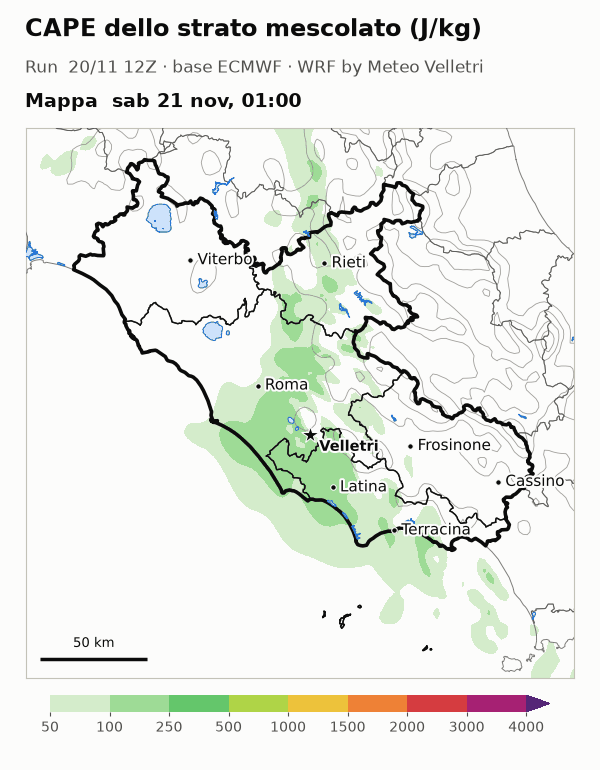 CAPE dello strato mescolato (J/kg)
Run  20/11 12Z · base ECMWF · WRF by Meteo Velletri
Mappa  sab 21 nov, 01:00
Viterbo
Rieti
Roma
Velletri
Frosinone
Latina
Cassino
Terracina
50 km
50 100 250 500 1000 1500 2000 3000 4000